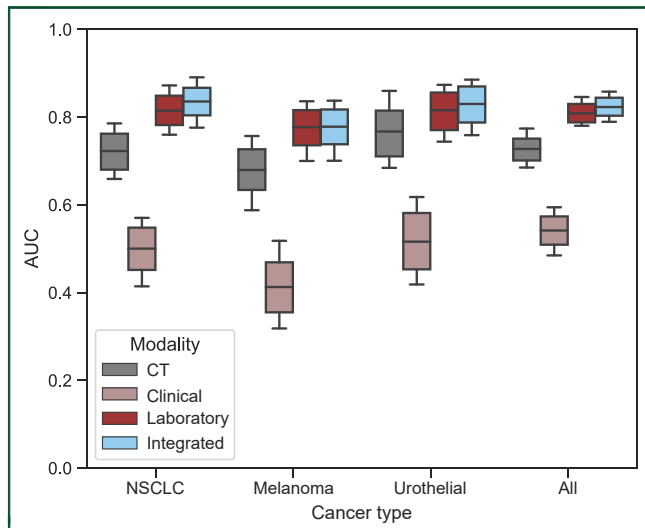 1.0
0.8
0.6
0.4
0.2
0.0
AUC
Modality
CT
Clinical
Laboratory
Integrated
NSCLC Melanoma Urothelial All
Cancer type